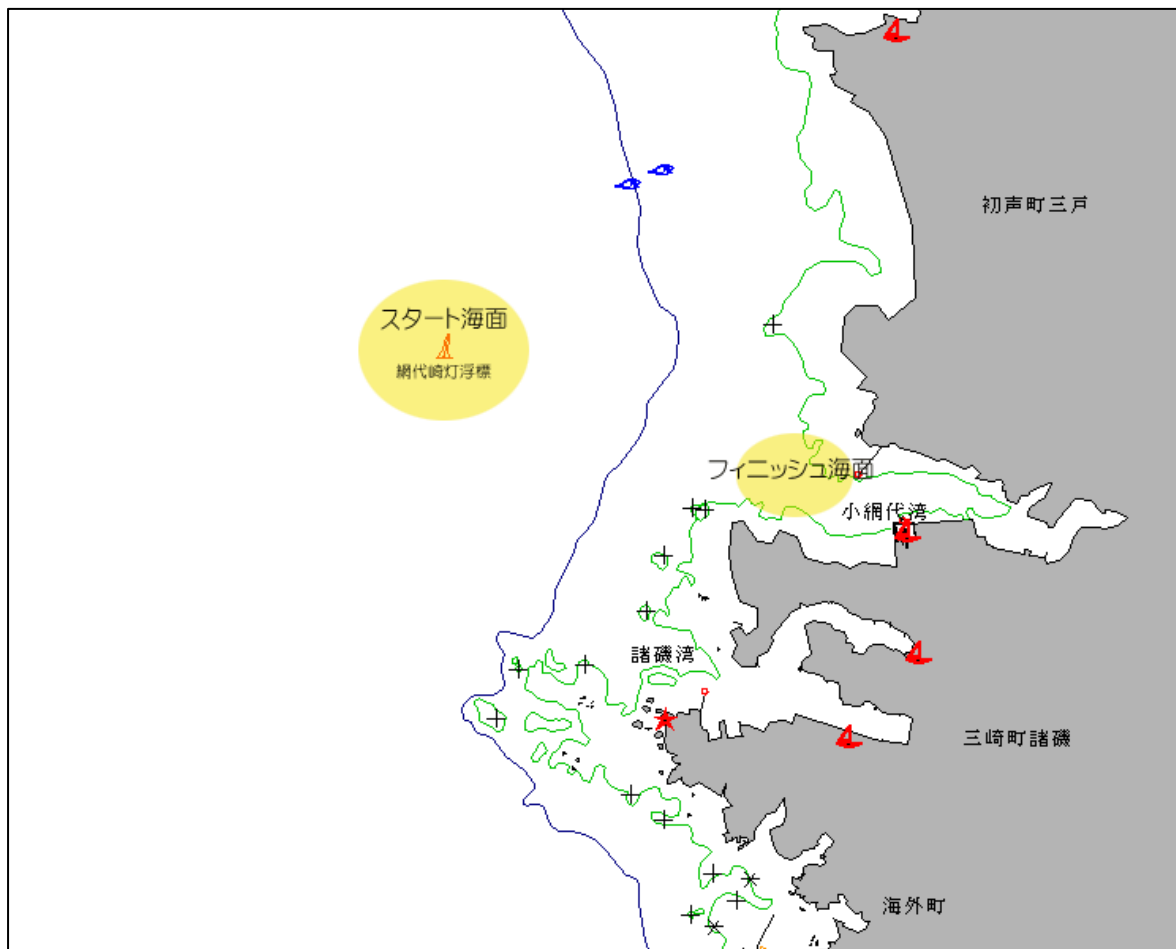 初声町三戸
スタート海面
網代崎灯浮標
フィニッシュ海面
小網代湾
諸磯湾
三崎町諸磯
海外町